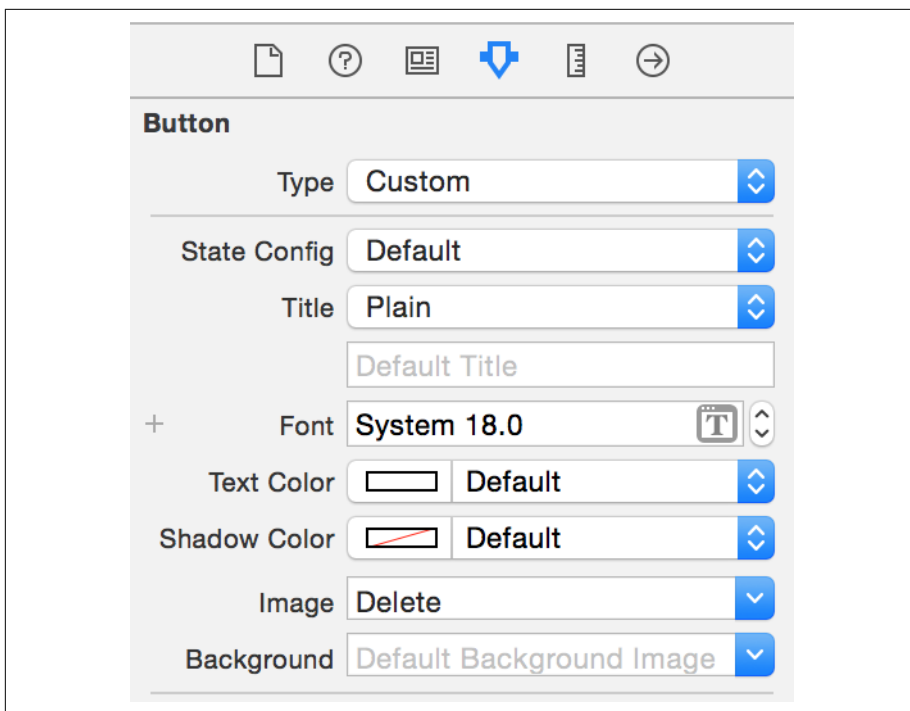 Button
Type Custom
State Config Default
Title Plain
Default Title
+ Font System 18.0 T
Text Color Default
Shadow Color Default
Image Delete
Background Default Background Image